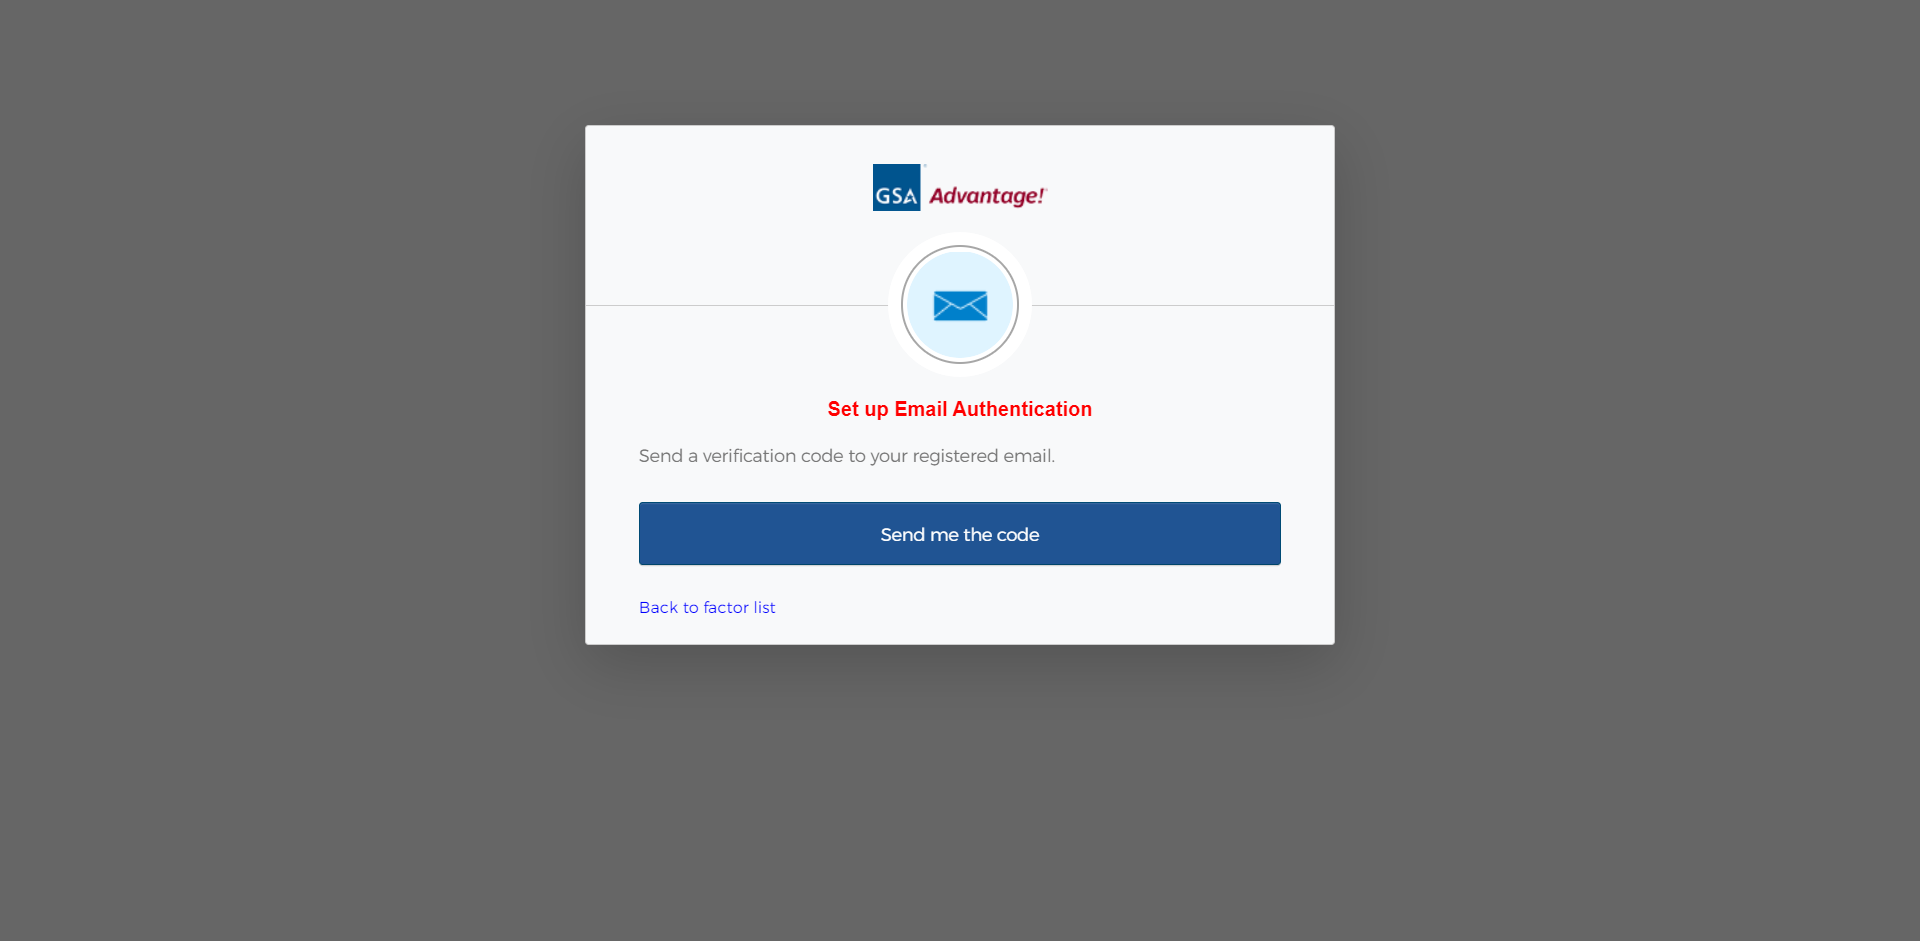 GSA Advantage!
Set up Email Authentication
Send a verification code to your registered email.
Send me the code
Back to factor list